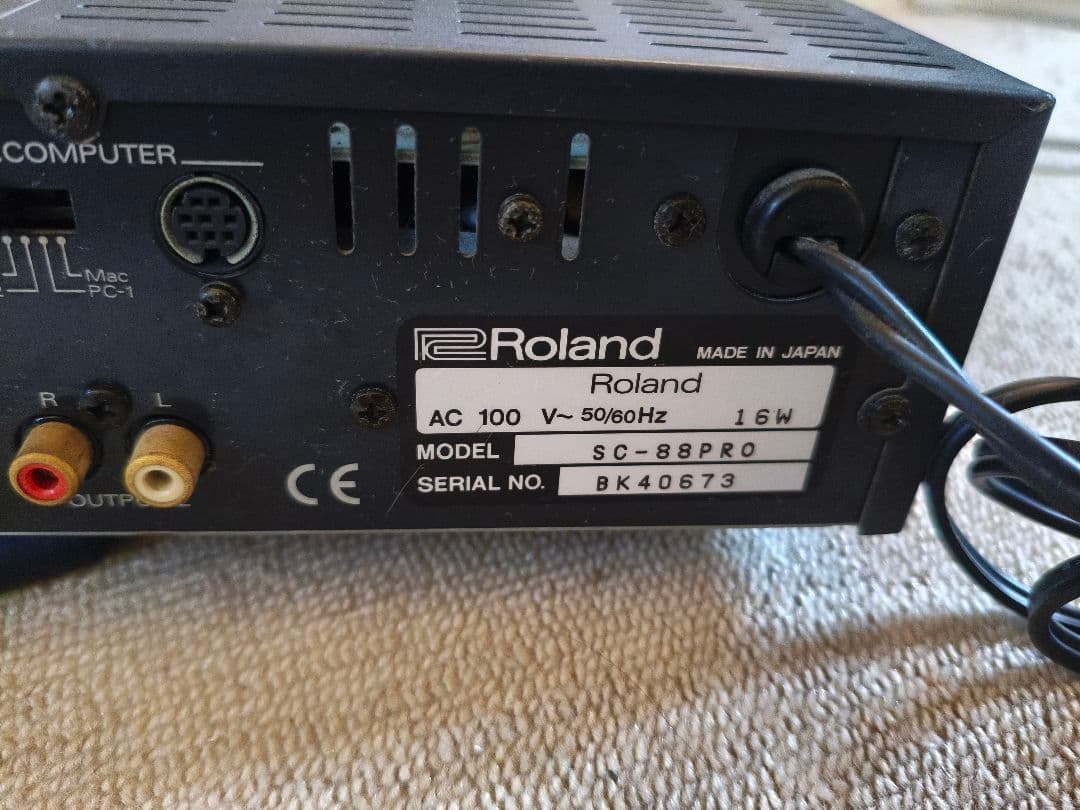 COMPUTER
Mac
PC-1
R L
Roland MADE IN JAPAN
Roland
AC 100 V~ 50/60Hz 16W
MODEL SC-88PRO
SERIAL NO. BK40673
CE